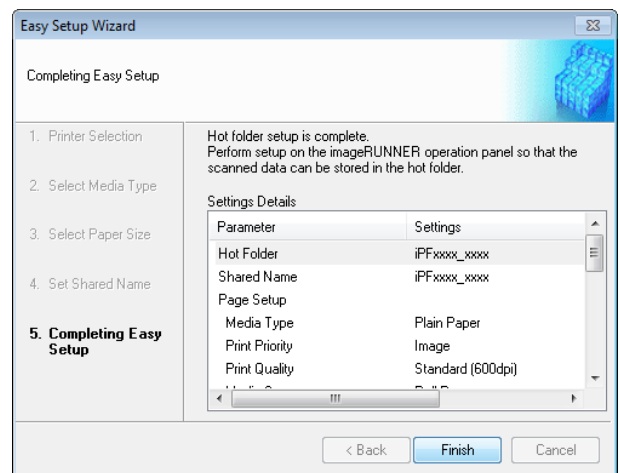 Easy Setup Wizard
Completing Easy Setup
1. Printer Selection
2. Select Media Type
3. Select Paper Size
4. Set Shared Name
5. Completing Easy
Setup
Hot folder setup is complete.
Perform setup on the imageRUNNER operation panel so that the
scanned data can be stored in the hot folder.
Settings Details
Parameter Settings
Hot Folder iPFxxxx_xxxx
Shared Name iPFxxxx_xxxx
Page Setup
Media Type Plain Paper
Print Priority Image
Print Quality Standard (600dpi)
< Back Finish Cancel